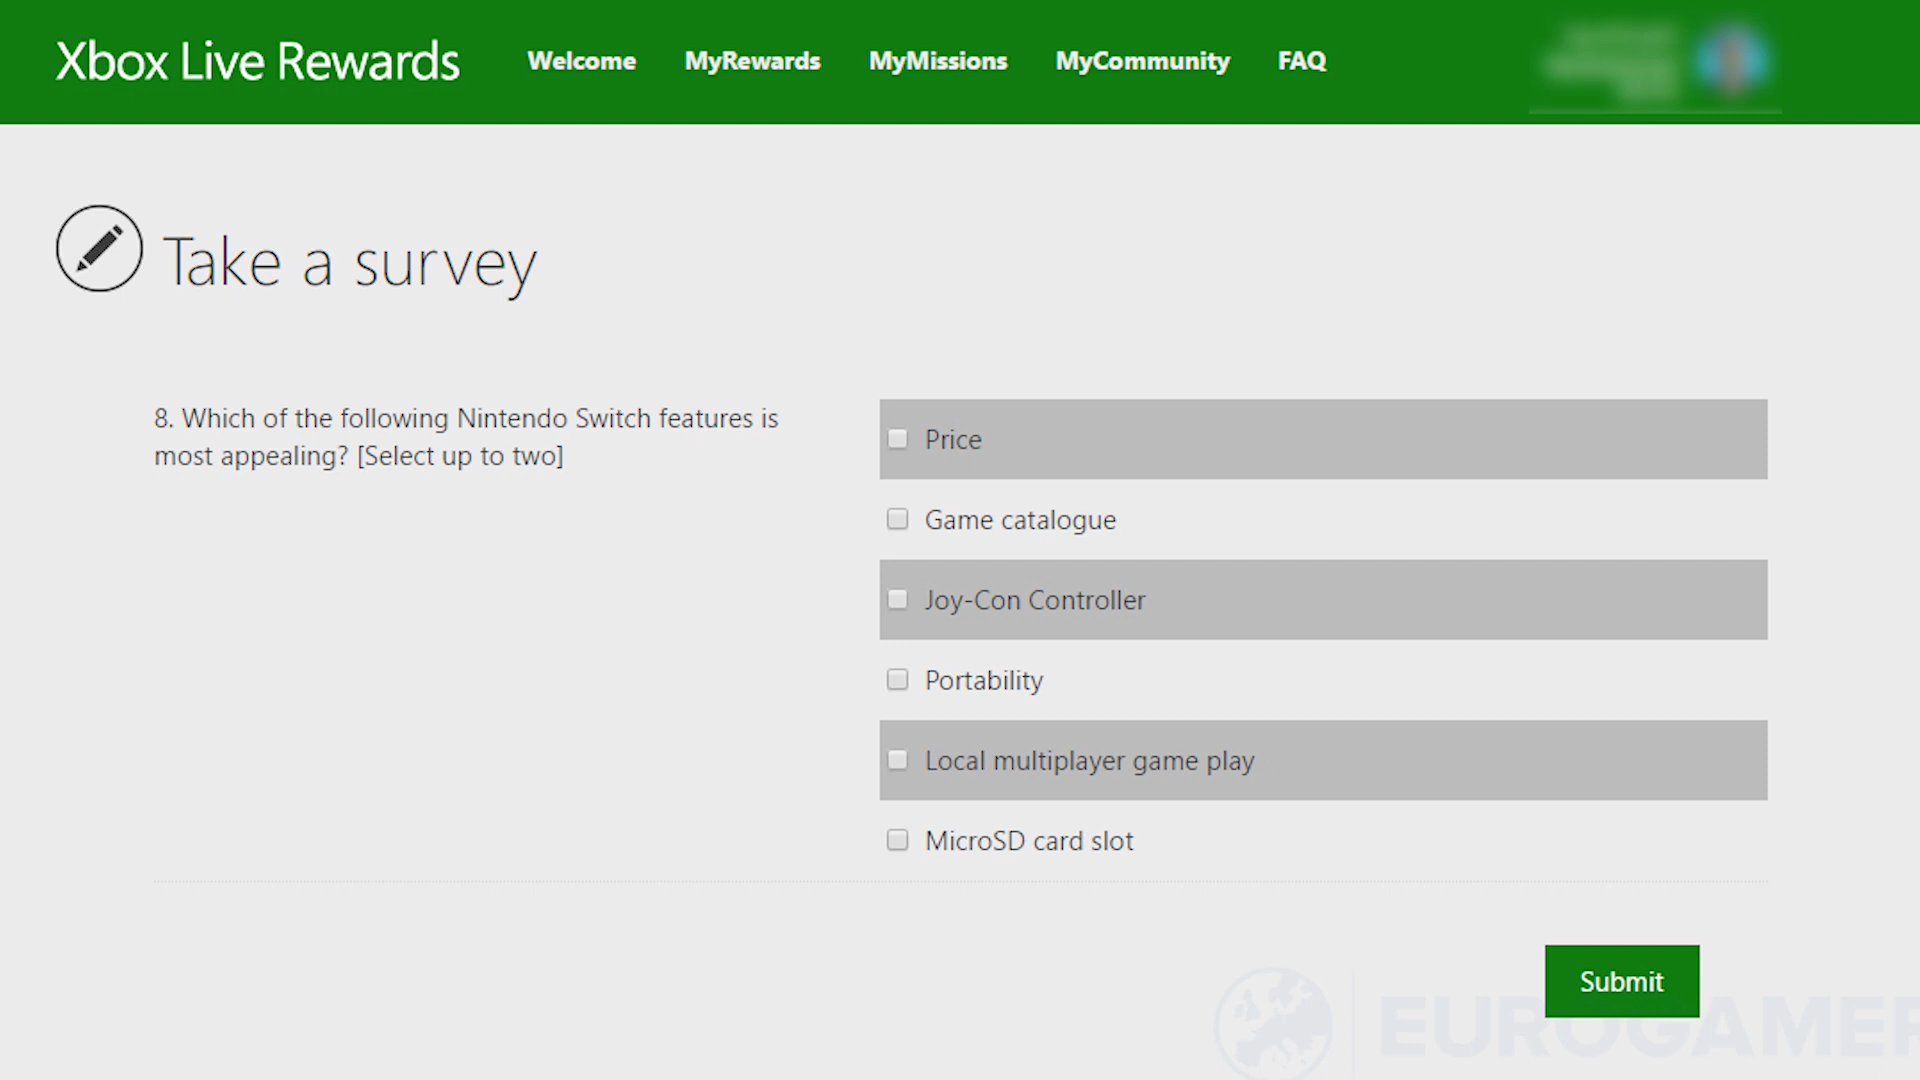 Xbox Live Rewards
Welcome
MyRewards
MyMissions
MyCommunity
FAQ
Take a survey
8. Which of the following Nintendo Switch features is
most appealing? [Select up to two]
Price
Game catalogue
Joy-Con Controller
Portability
Local multiplayer game play
MicroSD card slot
Submit
EUROGAMER